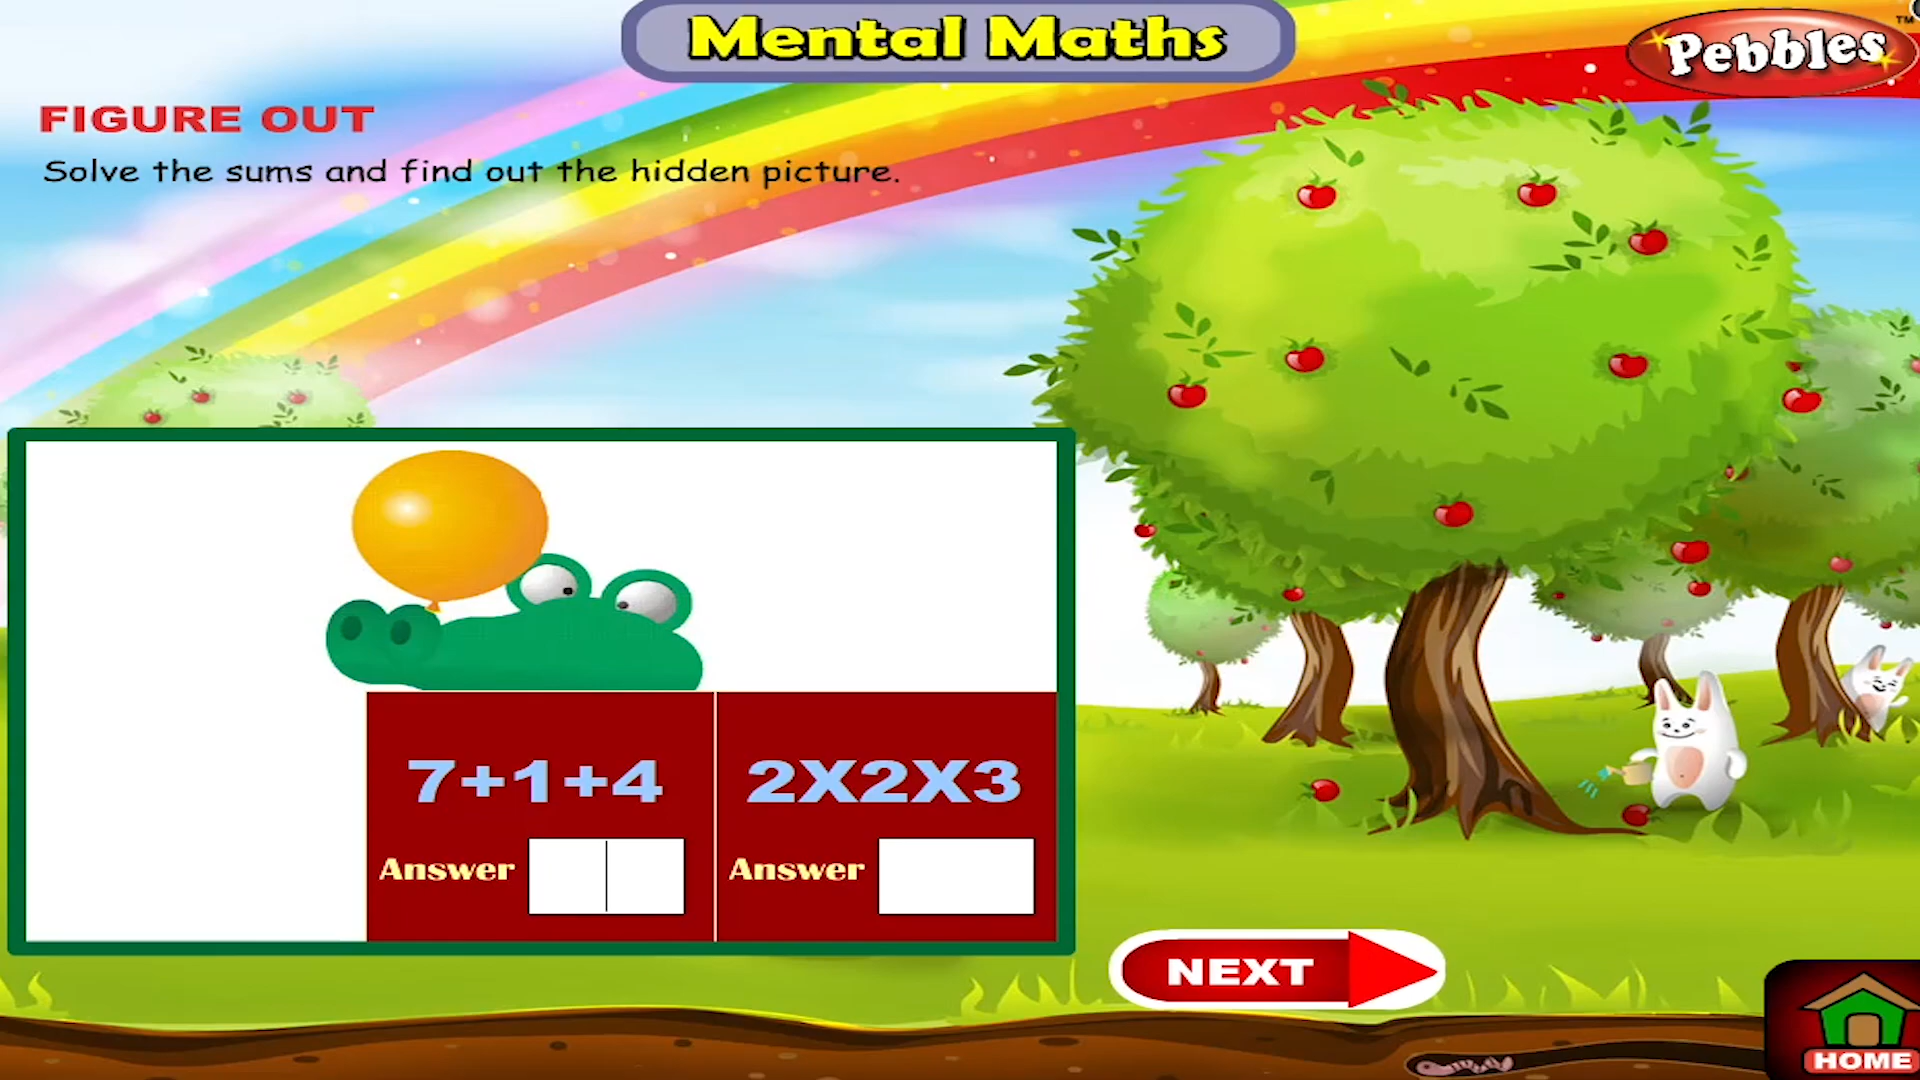 Mental Maths
Pebbles™
FIGURE OUT
Solve the sums and find out the hidden picture.
7+1+4
2X2X3
Answer
Answer
NEXT
HOME